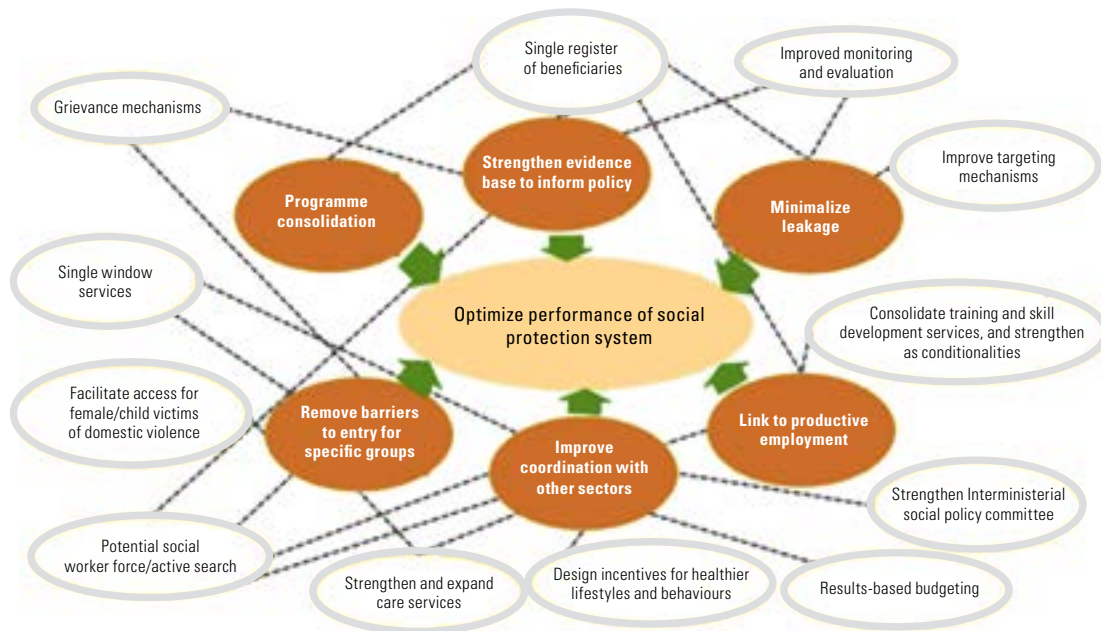 Single register
of beneficiaries
Improved monitoring
and evaluation
Grievance mechanisms
Strengthen evidence
base to inform policy
Improve targeting
mechanisms
Programme
consolidation
Minimalize
leakage
Single window
services
Optimize performance of social
protection system
Consolidate training and skill
development services, and strengthen
as conditionalities
Facilitate access for
female/child victims
of domestic violence
Remove barriers
to entry for
specific groups
Improve
coordination with
other sectors
Link to productive
employment
Strengthen Interministerial
social policy committee
Potential social
worker force/active search
Strengthen and expand
care services
Design incentives for healthier
lifestyles and behaviours
Results-based budgeting